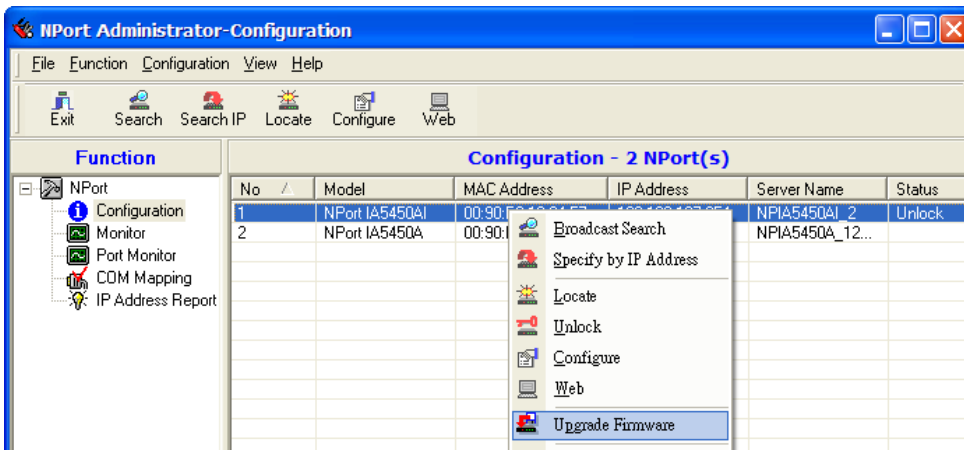 NPort Administrator-Configuration
File Function Configuration View Help
Exit Search Search IP Locate Configure Web
Function
Configuration - 2 NPort(s)
NPort
Configuration
Monitor
Port Monitor
COM Mapping
IP Address Report
No Model MAC Address IP Address Server Name Status
1 NPort IA5450AI NPIA5450AI_2 Unlock
2 NPort IA5450A 00:90: NPIA5450A_12...
Broadcast Search
Specify by IP Address
Locate
Unlock
Configure
Web
Upgrade Firmware